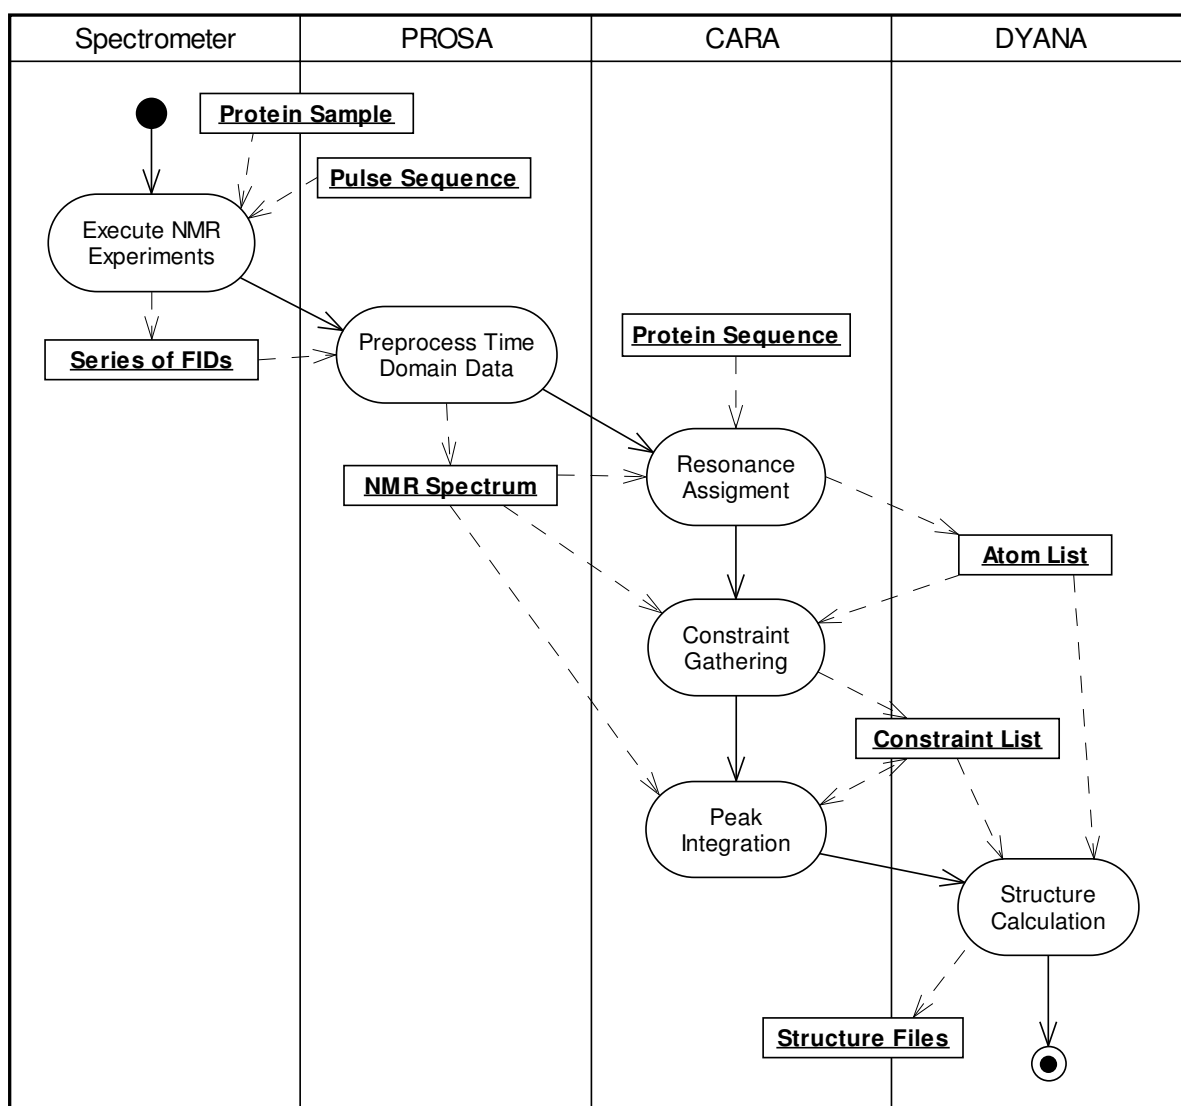 Spectrometer
PROSA
CARA
DYANA
Protein Sample
Pulse Sequence
Execute NMR
Experiments
Series of FIDs
Preprocess Time
Domain Data
Protein Sequence
NMR Spectrum
Resonance
Assigment
Atom List
Constraint
Gathering
Constraint List
Peak
Integration
Structure
Calculation
Structure Files